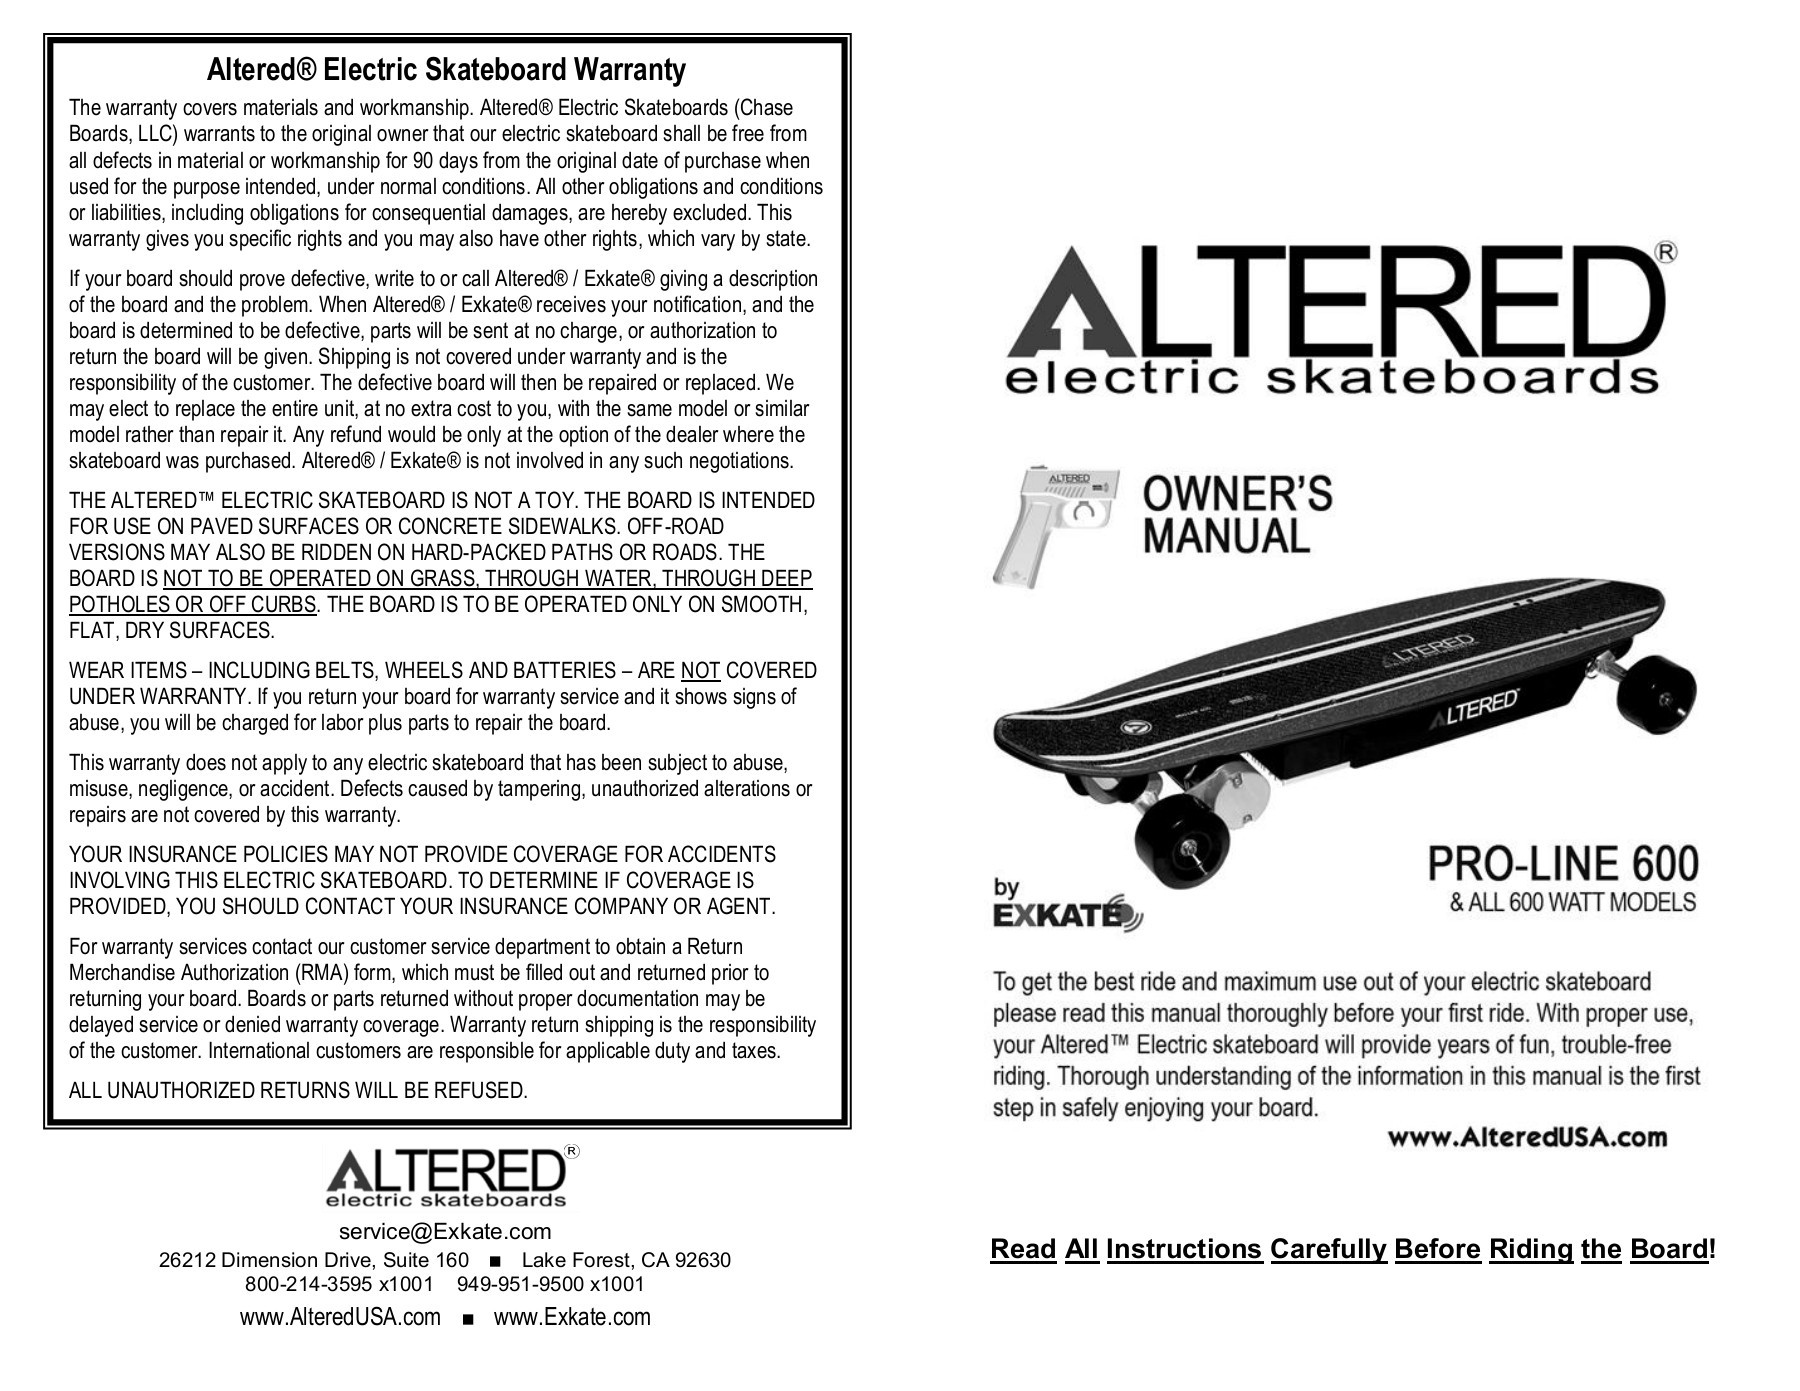 Altered® Electric Skateboard Warranty
The warranty covers materials and workmanship. Altered® Electric Skateboards (Chase
Boards, LLC) warrants to the original owner that our electric skateboard shall be free from
all defects in material or workmanship for 90 days from the original date of purchase when
used for the purpose intended, under normal conditions. All other obligations and conditions
or liabilities, including obligations for consequential damages, are hereby excluded. This
warranty gives you specific rights and you may also have other rights, which vary by state.
If your board should prove defective, write to or call Altered® / Exkate® giving a description
of the board and the problem. When Altered® / Exkate® receives your notification, and the
board is determined to be defective, parts will be sent at no charge, or authorization to
return the board will be given. Shipping is not covered under warranty and is the
responsibility of the customer. The defective board will then be repaired or replaced. We
may elect to replace the entire unit, at no extra cost to you, with the same model or similar
model rather than repair it. Any refund would be only at the option of the dealer where the
skateboard was purchased. Altered® / Exkate® is not involved in any such negotiations.
THE ALTERED™ ELECTRIC SKATEBOARD IS NOT A TOY. THE BOARD IS INTENDED
FOR USE ON PAVED SURFACES OR CONCRETE SIDEWALKS. OFF-ROAD
VERSIONS MAY ALSO BE RIDDEN ON HARD-PACKED PATHS OR ROADS. THE
BOARD IS NOT TO BE OPERATED ON GRASS, THROUGH WATER, THROUGH DEEP
POTHOLES OR OFF CURBS. THE BOARD IS TO BE OPERATED ONLY ON SMOOTH,
FLAT, DRY SURFACES.
WEAR ITEMS – INCLUDING BELTS, WHEELS AND BATTERIES – ARE NOT COVERED
UNDER WARRANTY. If you return your board for warranty service and it shows signs of
abuse, you will be charged for labor plus parts to repair the board.
This warranty does not apply to any electric skateboard that has been subject to abuse,
misuse, negligence, or accident. Defects caused by tampering, unauthorized alterations or
repairs are not covered by this warranty.
YOUR INSURANCE POLICIES MAY NOT PROVIDE COVERAGE FOR ACCIDENTS
INVOLVING THIS ELECTRIC SKATEBOARD. TO DETERMINE IF COVERAGE IS
PROVIDED, YOU SHOULD CONTACT YOUR INSURANCE COMPANY OR AGENT.
For warranty services contact our customer service department to obtain a Return
Merchandise Authorization (RMA) form, which must be filled out and returned prior to
returning your board. Boards or parts returned without proper documentation may be
delayed service or denied warranty coverage. Warranty return shipping is the responsibility
of the customer. International customers are responsible for applicable duty and taxes.
ALL UNAUTHORIZED RETURNS WILL BE REFUSED.
ALTERED®
electric skateboards
service@Exkate.com
26212 Dimension Drive, Suite 160 ■ Lake Forest, CA 92630
800-214-3595 x1001 949-951-9500 x1001
www.AlteredUSA.com ■ www.Exkate.com
ALTERED®
electric skateboards
ALTERED
OWNER'S
MANUAL
ALTERED
ALTERED
PRO-LINE 600
& ALL 600 WATT MODELS
by
EXKATE
To get the best ride and maximum use out of your electric skateboard
please read this manual thoroughly before your first ride. With proper use,
your Altered™ Electric skateboard will provide years of fun, trouble-free
riding. Thorough understanding of the information in this manual is the first
step in safely enjoying your board.
www.AlteredUSA.com
Read All Instructions Carefully Before Riding the Board!